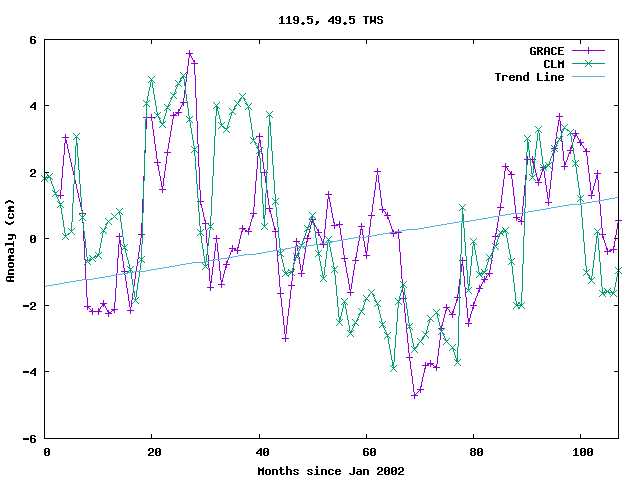 119.5, 49.5 TWS
GRACE
CLM
Trend Line
6
4
2
0
-2
-4
-6
Anomaly (cm)
0 20 40 60 80 100
Months since Jan 2002